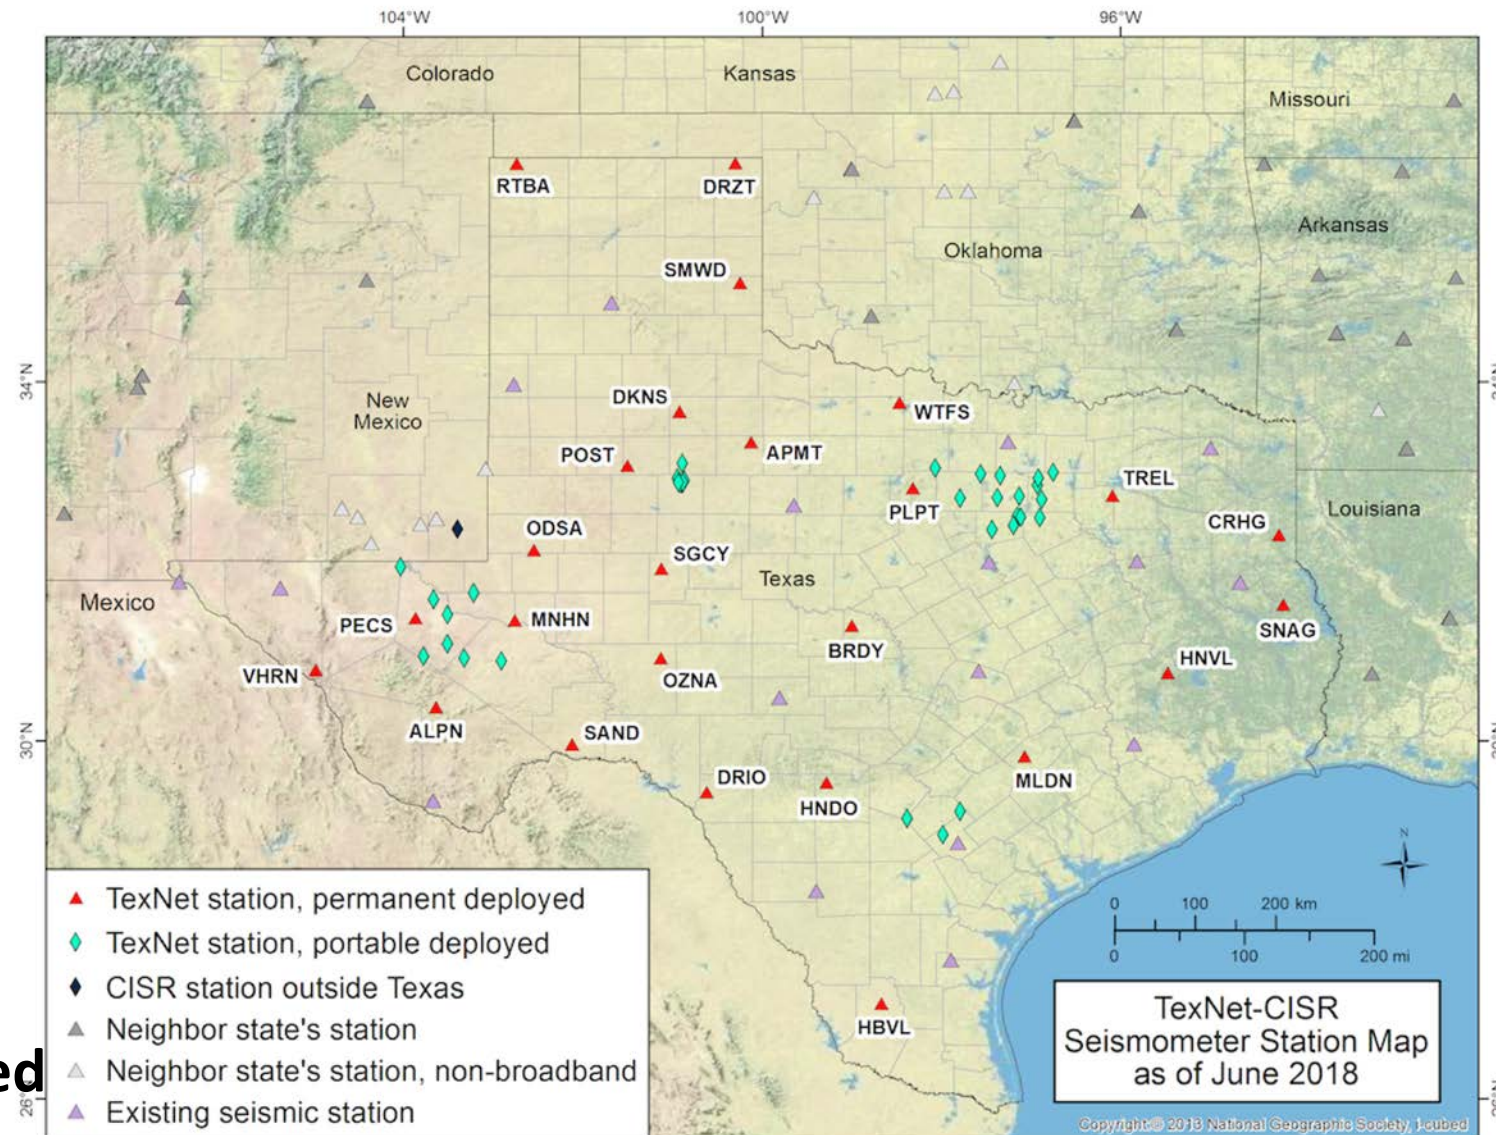 104°W
100°W
96°W
Colorado
Kansas
Missouri
RTBA
DRZT
Arkansas
Oklahoma
SMWD
34°N
New
Mexico
DKNS
WTFS
POST
APMT
TREL
PLPT
Louisiana
CRHG
ODSA
SGCY
Texas
Mexico
PECS
MNHN
SNAG
BRDY
HNVL
VHRN
OZNA
ALPN
SAND
30°N
DRIO
MLDN
HNDO
N
TexNet station, permanent deployed
TexNet station, portable deployed
CISR station outside Texas
Neighbor state's station
Neighbor state's station, non-broadband
Existing seismic station
0 100 200 km
0 100 200 mi
HBVL
TexNet-CISR
Seismometer Station Map
as of June 2018
ed
26°N
Copyright:© 2013 National Geographic Society, i-cubed